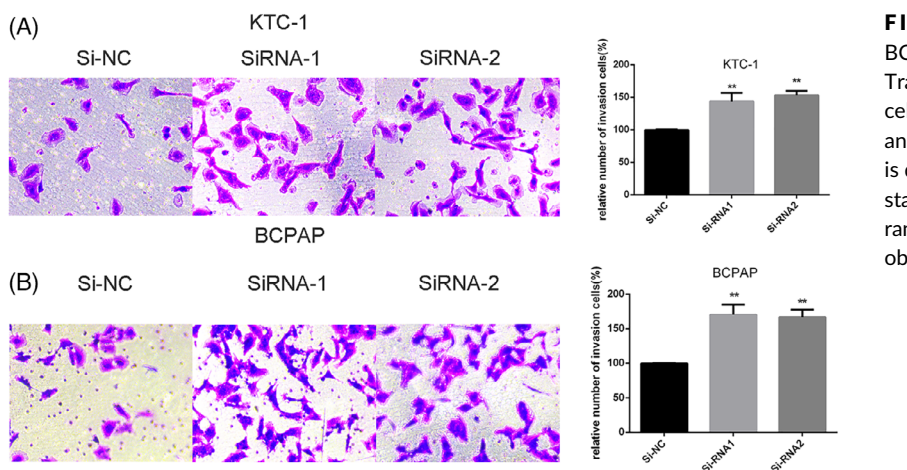 (A)
KTC-1
Si-NC SiRNA-1 SiRNA-2
relative number of invasion cells(%)
KTC-1
200
150
100
50
0
** **
Si-NC Si-RNA1 Si-RNA2
BCPAP
(B)
Si-NC SiRNA-1 SiRNA-2
relative number of invasion cells(%)
BCPAP
200
150
100
50
0
** **
Si-NC Si-RNA1 Si-RNA2
FI
BC
Tra
cel
an
is
sta
ran
ob